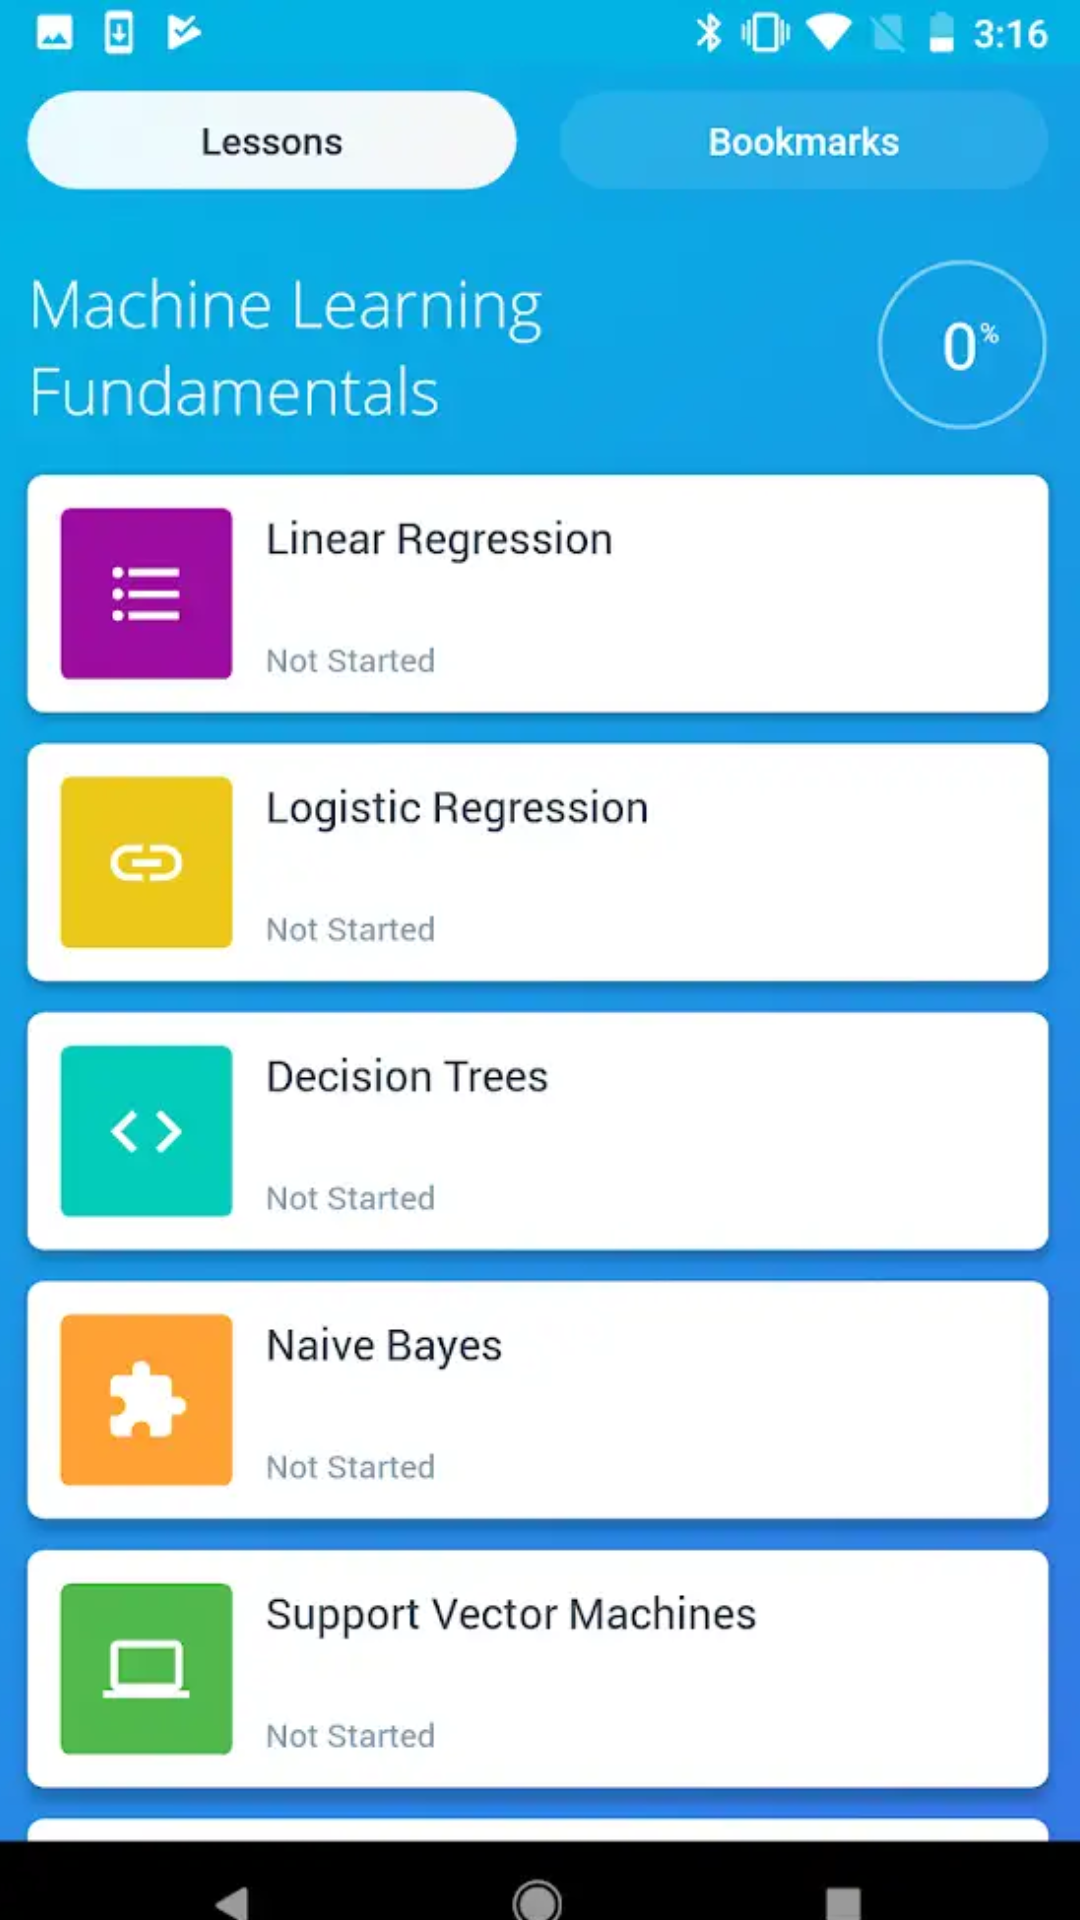 3:16
Lessons
Bookmarks
Machine Learning
Fundamentals
0%
Linear Regression
Not Started
Logistic Regression
Not Started
Decision Trees
Not Started
Naive Bayes
Not Started
Support Vector Machines
Not Started